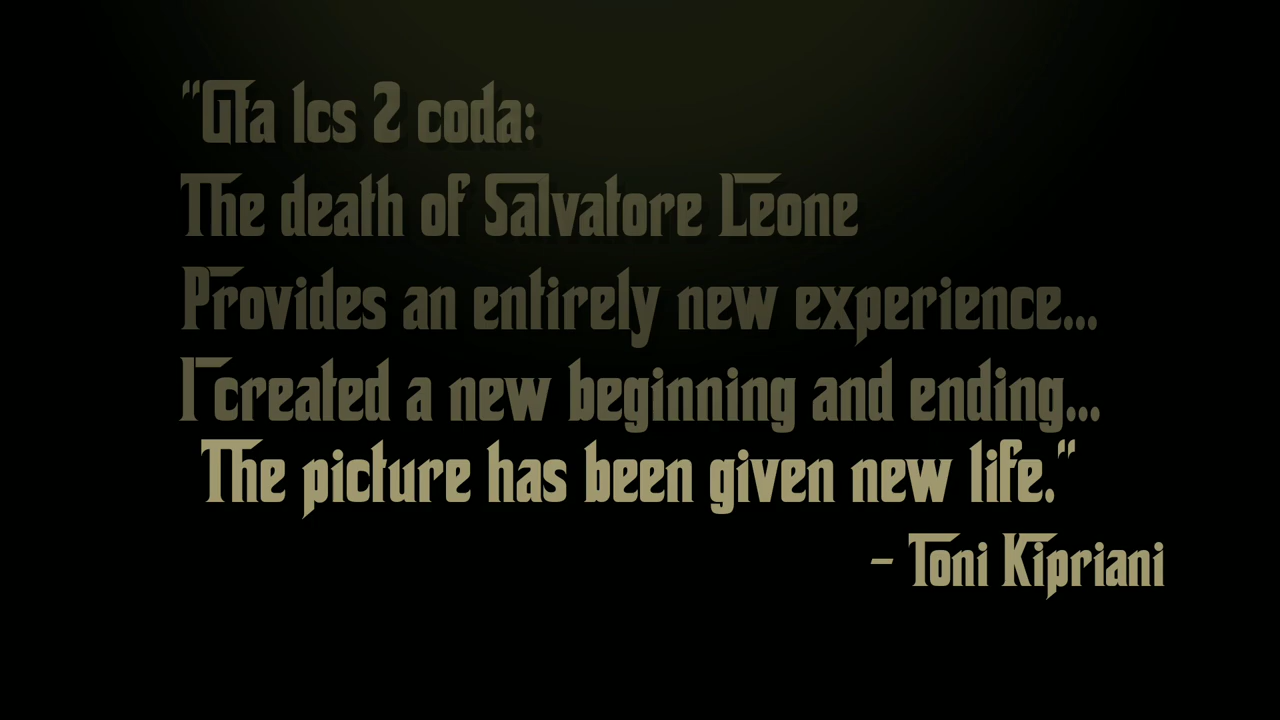 "Gta lcs 2 coda:
The death of Salvatore Leone
Provides an entirely new experience...
I created a new beginning and ending...
The picture has been given new life."
- Toni Kipriani